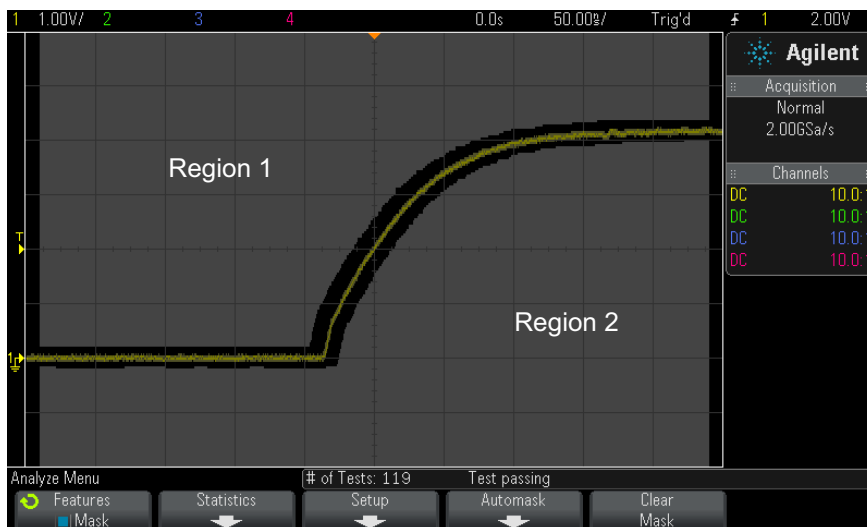 1 1.00V/ 2 3 4 0.0s 50.00ns/ Trig'd 1 2.00V
Agilent
Acquisition
Normal
2.00GSa/s
Channels
DC 10.0:
DC 10.0:
DC 10.0:
DC 10.0:
Region 1
T
Region 2
1
Analyze Menu
# of Tests: 119 Test passing
Features Statistics Setup Automask Clear
Mask Mask